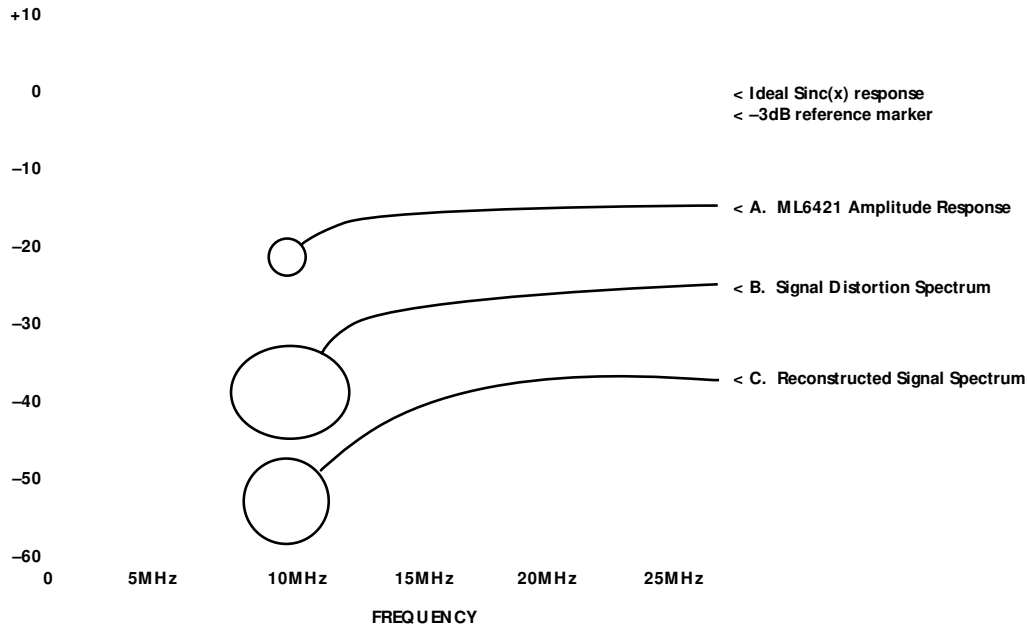 +10
0
< Ideal Sinc(x) response
< –3dB reference marker
–10
< A. ML6421 Amplitude Response
–20
< B. Signal Distortion Spectrum
–30
< C. Reconstructed Signal Spectrum
–40
–50
–60
0 5MHz 10MHz 15MHz 20MHz 25MHz
FREQUENCY